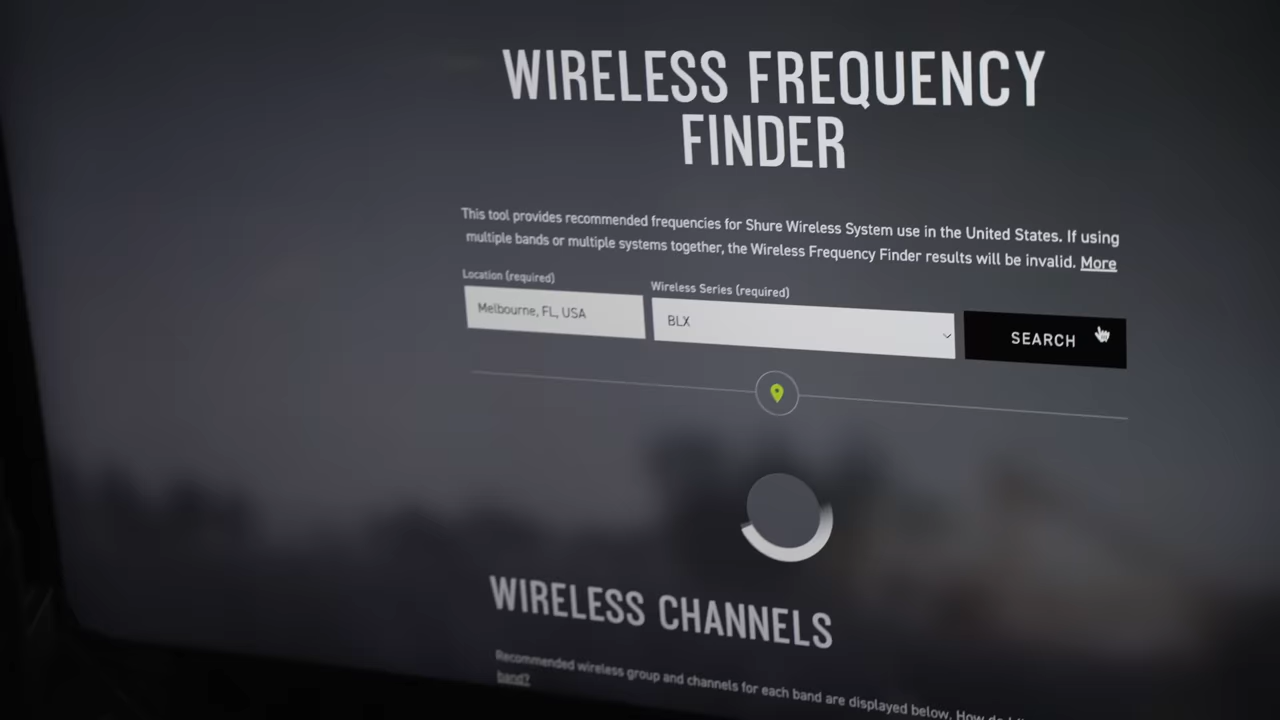 WIRELESS FREQUENCY
FINDER
This tool provides recommended frequencies for Shure Wireless System use in the United States. If using
multiple bands or multiple systems together, the Wireless Frequency Finder results will be invalid. More
Location (required)
Wireless Series (required)
Melbourne, FL, USA
BLX
SEARCH
WIRELESS CHANNELS
Recommended wireless group and channels for each band are displayed below. How do
band?